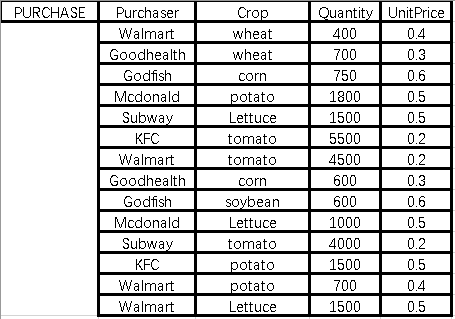 PURCHASE Purchaser Crop Quantity UnitPrice
Walmart wheat 400 0.4
Goodhealth wheat 700 0.3
Godfish corn 750 0.6
Mcdonald potato 1800 0.5
Subway Lettuce 1500 0.5
KFC tomato 5500 0.2
Walmart tomato 4500 0.2
Goodhealth corn 600 0.3
Godfish soybean 600 0.6
Mcdonald Lettuce 1000 0.5
Subway tomato 4000 0.2
KFC potato 1500 0.5
Walmart potato 700 0.4
Walmart Lettuce 1500 0.5